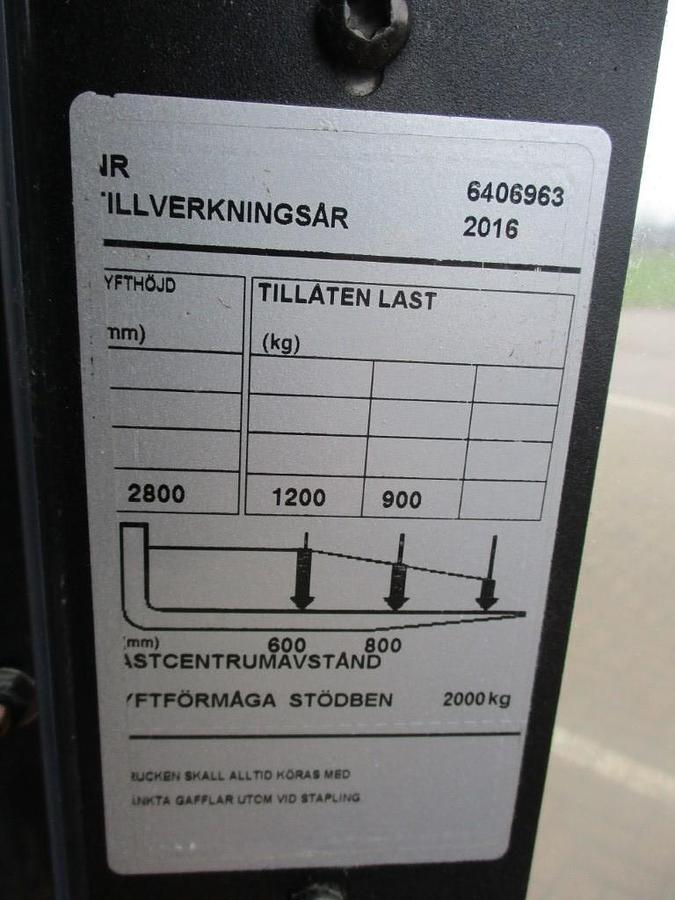 NR 6406963
TILLVERKNINGSÅR 2016
YFTHÖJD TILLÅTEN LAST
mm) (kg)
2800 1200 900
(mm) 600 800
ASTCENTRUMAVSTÅND
YFTFÖRMÅGA STÖDBEN 2000kg
RUCKEN SKALL ALLTID KÖRAS MED
ÄNKTA GAFFLAR UTOM VID STAPLING